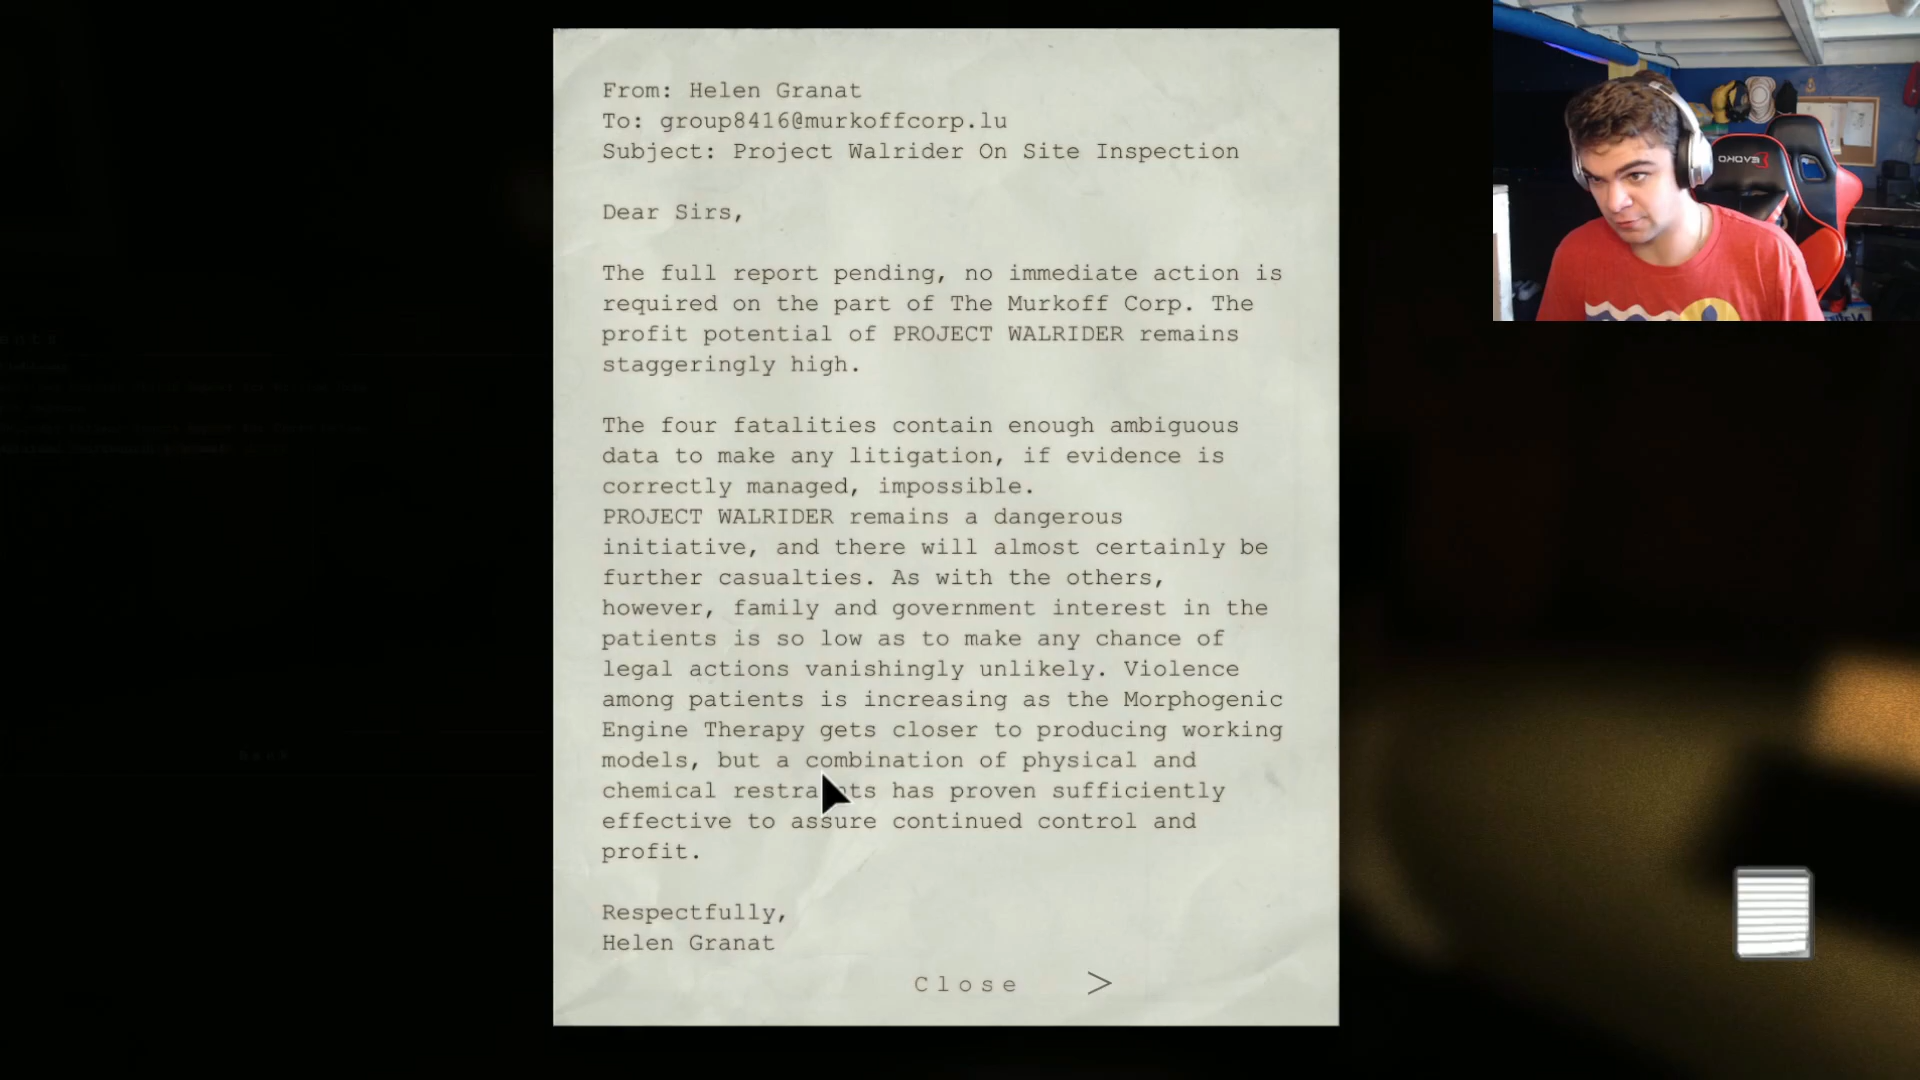 From: Helen Granat
To: group8416@murkoffcorp.lu
Subject: Project Walrider On Site Inspection
Dear Sirs,
The full report pending, no immediate action is
required on the part of The Murkoff Corp. The
profit potential of PROJECT WALRIDER remains
staggeringly high.
The four fatalities contain enough ambiguous
data to make any litigation, if evidence is
correctly managed, impossible.
PROJECT WALRIDER remains a dangerous
initiative, and there will almost certainly be
further casualties. As with the others,
however, family and government interest in the
patients is so low as to make any chance of
legal actions vanishingly unlikely. Violence
among patients is increasing as the Morphogenic
Engine Therapy gets closer to producing working
models, but a combination of physical and
chemical restraints has proven sufficiently
effective to assure continued control and
profit.
Respectfully,
Helen Granat
Close >